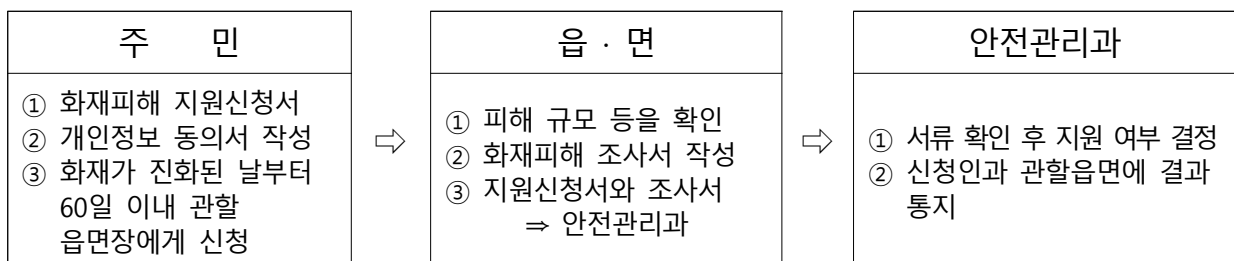 주 민
① 화재피해 지원신청서
② 개인정보 동의서 작성
③ 화재가 진화된 날부터
60일 이내 관할
읍면장에게 신청
⇨
읍 · 면
① 피해 규모 등을 확인
② 화재피해 조사서 작성
③ 지원신청서와 조사서
⇒ 안전관리과
⇨
안전관리과
① 서류 확인 후 지원 여부 결정
② 신청인과 관할읍면에 결과
통지